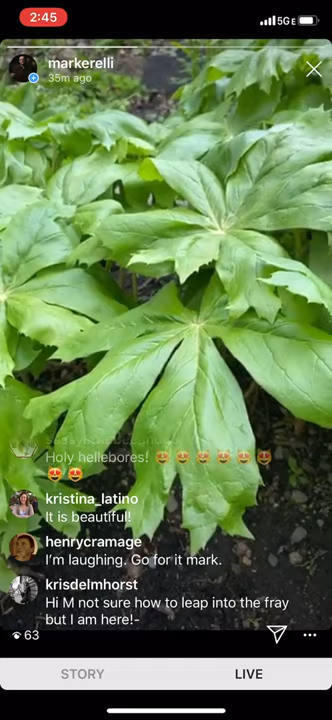 2:45
5GE
markerelli
35m ago
Holy hellebores! 😍😍😍😍😍😍
😍😍
kristina_latino
It is beautiful!
henrycramage
I'm laughing. Go for it mark.
krisdelmhorst
Hi M not sure how to leap into the fray
but I am here!-
63
STORY
LIVE